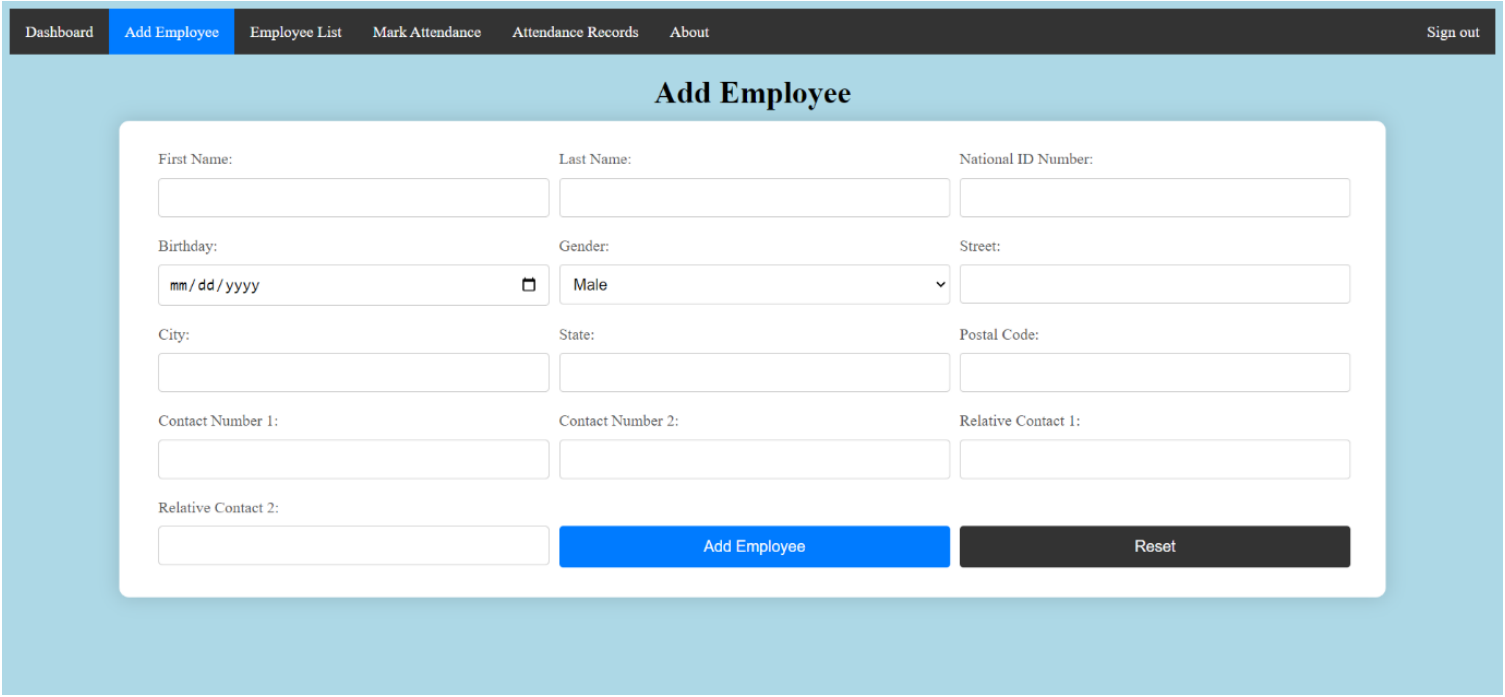 Dashboard Add Employee Employee List Mark Attendance Attendance Records About Sign out
Add Employee
First Name: Last Name: National ID Number:
Birthday: Gender: Street:
mm/dd/yyyy Male
City: State: Postal Code:
Contact Number 1: Contact Number 2: Relative Contact 1:
Relative Contact 2:
Add Employee Reset